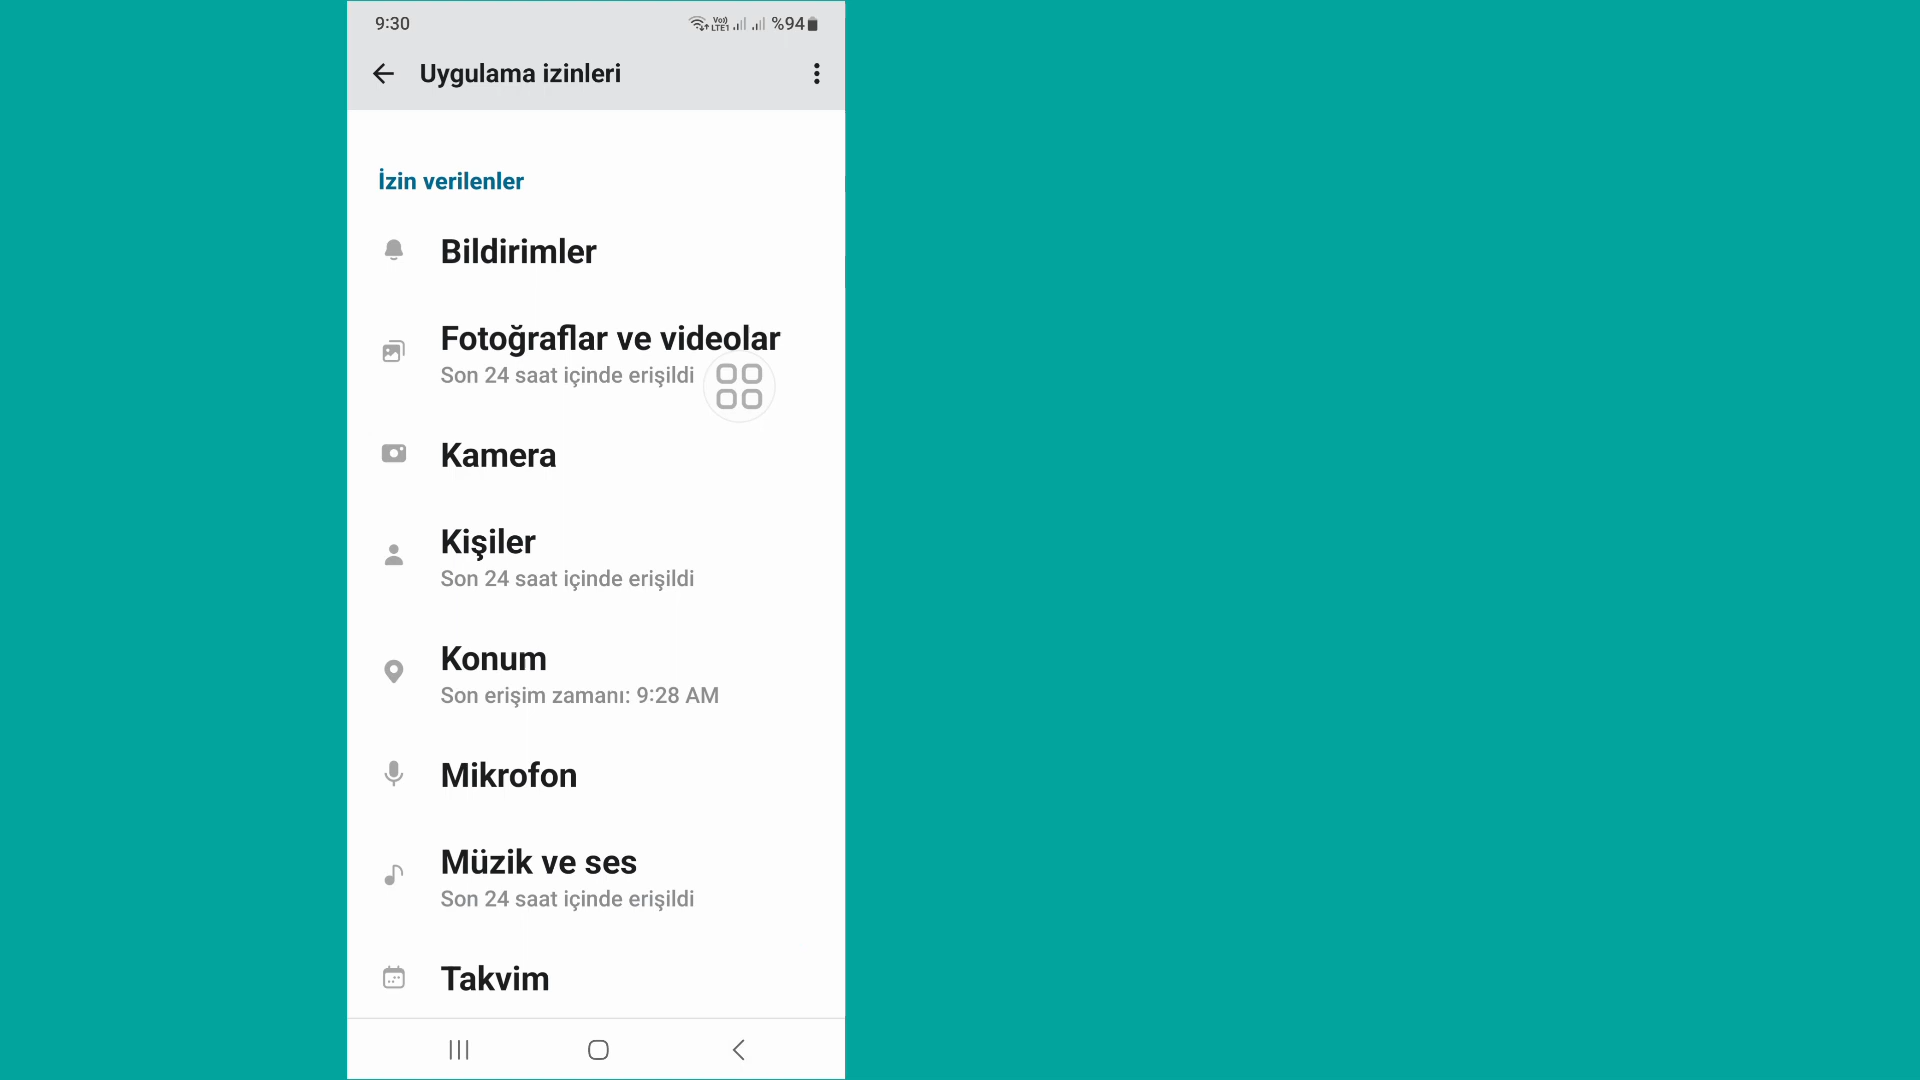 9:30 Vo)) LTE1 %94
Uygulama izinleri
İzin verilenler
Bildirimler
Fotoğraflar ve videolar
Son 24 saat içinde erişildi
Kamera
Kişiler
Son 24 saat içinde erişildi
Konum
Son erişim zamanı: 9:28 AM
Mikrofon
Müzik ve ses
Son 24 saat içinde erişildi
Takvim